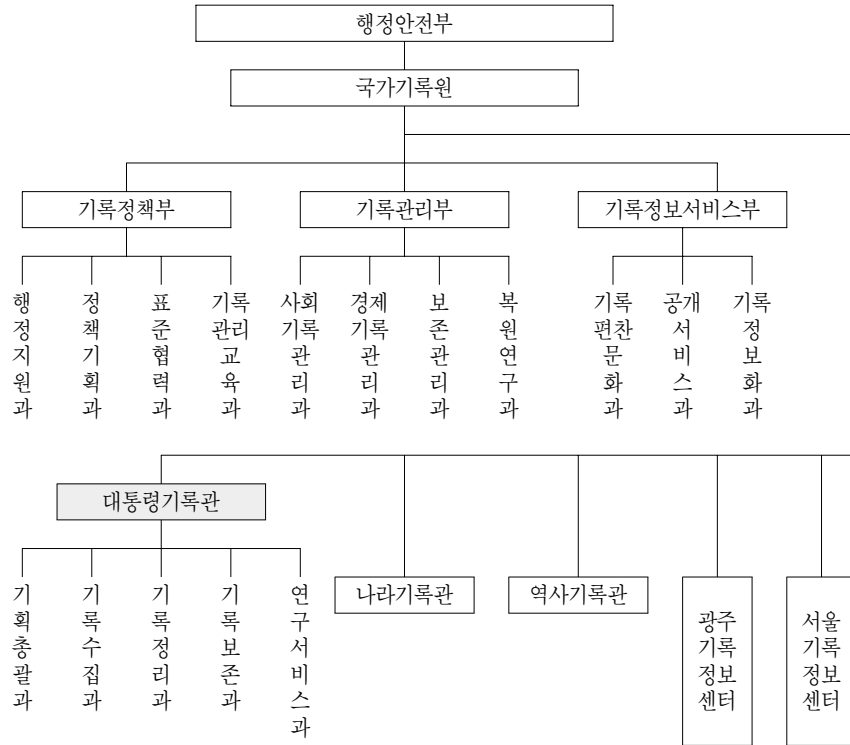 행정안전부
국가기록원
기록정책부
기록관리부
기록정보서비스부
행정지원과
정책기획과
표준협력과
기록관리교육과
사회기록관리과
경제기록관리과
보존관리과
복원연구과
기록편찬문화과
공개서비스과
기록정보화과
대통령기록관
기획총괄과
기록수집과
기록정리과
기록보존과
연구서비스과
나라기록관
역사기록관
광주기록정보센터
서울기록정보센터